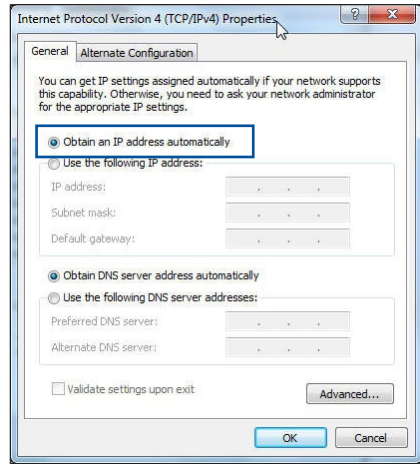 Internet Protocol Version 4 (TCP/IPv4) Properties
General Alternate Configuration
You can get IP settings assigned automatically if your network supports
this capability. Otherwise, you need to ask your network administrator
for the appropriate IP settings.
Obtain an IP address automatically
Use the following IP address:
IP address:
Subnet mask:
Default gateway:
Obtain DNS server address automatically
Use the following DNS server addresses:
Preferred DNS server:
Alternate DNS server:
Validate settings upon exit
Advanced...
OK Cancel